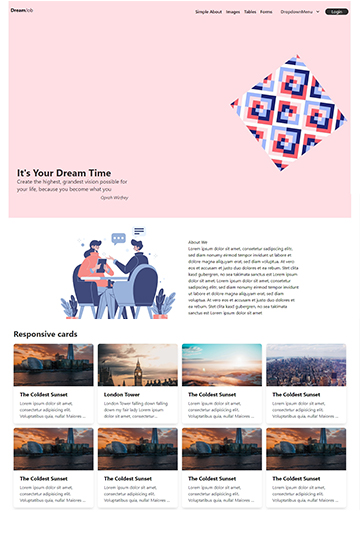 DreamJob
Simple About Images Tables Forms DropdownMenu Login
It's Your Dream Time
Create the highest, grandest vision possible for
your life, because you become what you
About We
Lorem ipsum dolor sit amet, consetetur sadipscing elitr,
sed diam nonumy eirmod tempor invidunt ut labore et
dolore magna aliquyam erat, sed diam voluptua. At vero
eos et accusam et justo duo dolores et ea rebum. Stet clita
kasd gubergren, no sea takimata sanctus est Lorem ipsum
dolor sit amet. Lorem ipsum dolor sit amet, consetetur
sadipscing elitr, sed diam nonumy eirmod tempor
invidunt ut labore et dolore magna aliquyam erat, sed
diam voluptua. At vero eos et accusam et justo duo
dolores et ea rebum. Stet clita kasd gubergren, no sea
takimata sanctus est Lorem ipsum dolor sit amet
Responsive cards
The Coldest Sunset
Lorem ipsum dolor sit amet,
consectetur adipisicing elit.
Voluptatibus quia, nulla! Maiores ...
London Tower
London Tower falling down falling
down my fair lady Lorem ipsum
dolor sit amet, consectetur ...
The Coldest Sunset
Lorem ipsum dolor sit amet,
consectetur adipisicing elit.
Voluptatibus quia, nulla! Maiores ...
The Coldest Sunset
Lorem ipsum dolor sit amet,
consectetur adipisicing elit.
Voluptatibus quia, nulla! Maiores ...
The Coldest Sunset
Lorem ipsum dolor sit amet,
consectetur adipisicing elit.
Voluptatibus quia, nulla! Maiores ...
The Coldest Sunset
Lorem ipsum dolor sit amet,
consectetur adipisicing elit.
Voluptatibus quia, nulla! Maiores ...
The Coldest Sunset
Lorem ipsum dolor sit amet,
consectetur adipisicing elit.
Voluptatibus quia, nulla! Maiores ...
The Coldest Sunset
Lorem ipsum dolor sit amet,
consectetur adipisicing elit.
Voluptatibus quia, nulla! Maiores ...